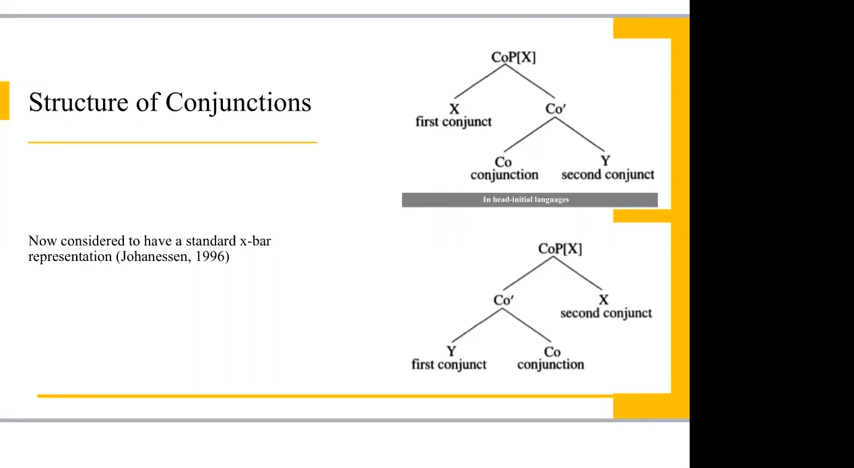 Structure of Conjunctions
Now considered to have a standard x-bar
representation (Johanessen, 1996)
CoP[X]
X
first conjunct
Co′
Co
conjunction
Y
second conjunct
In head-initial languages
CoP[X]
Co′
X
second conjunct
Y
first conjunct
Co
conjunction